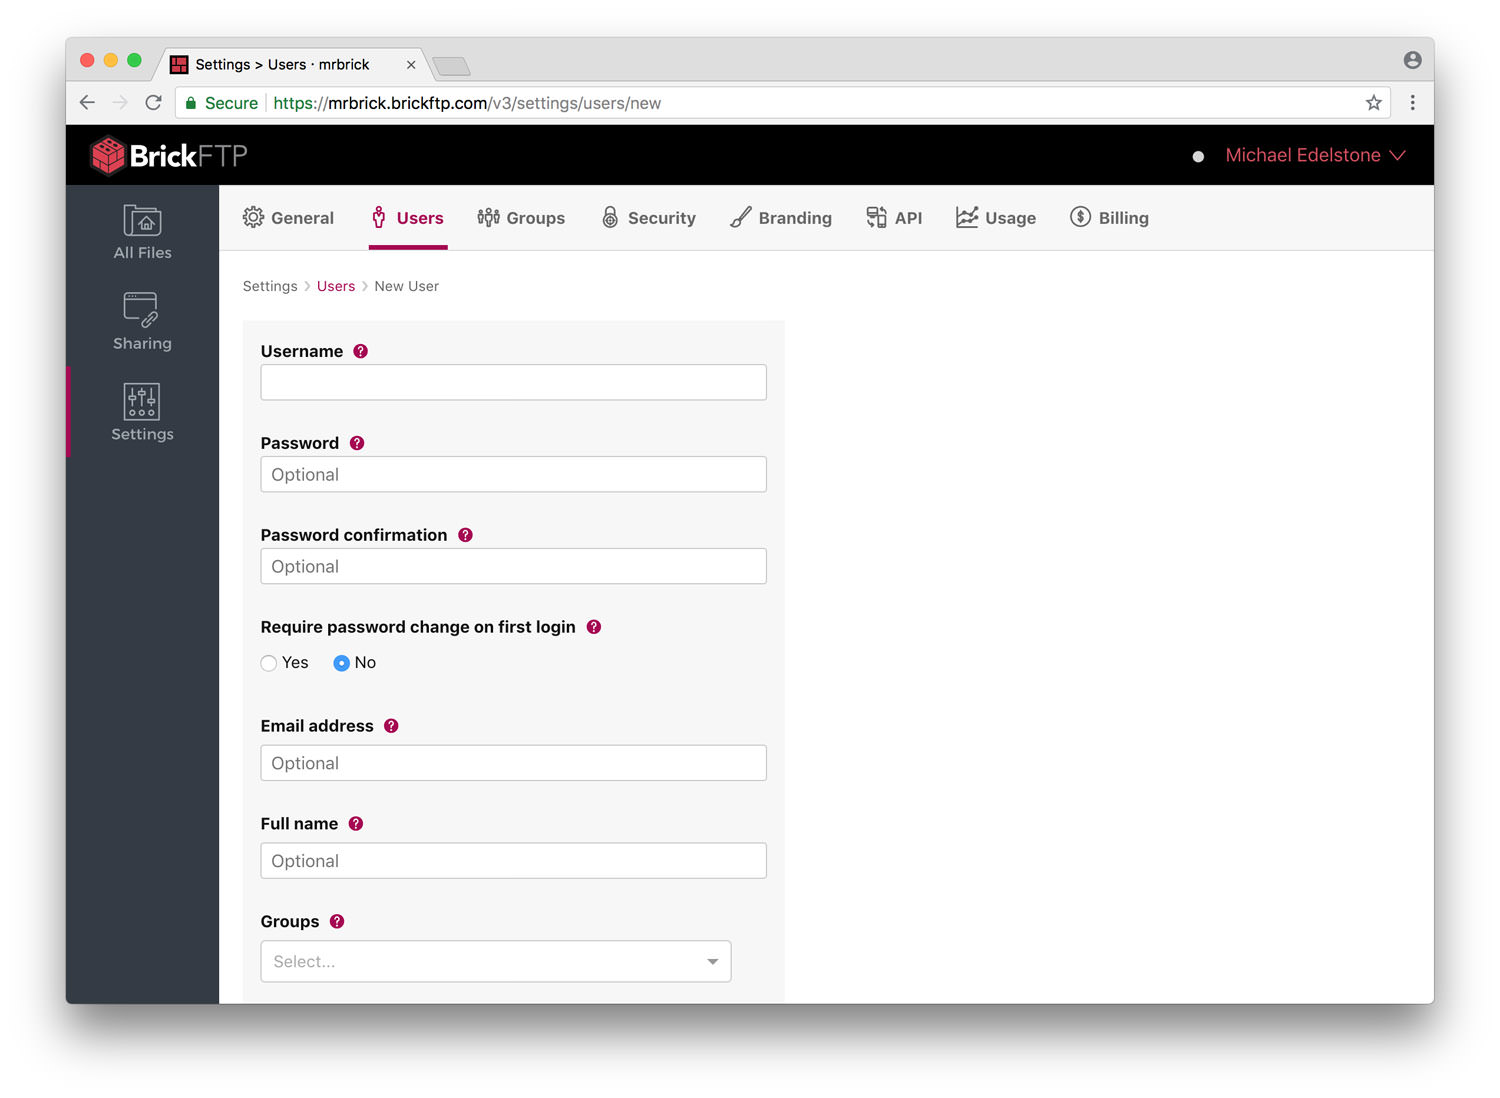 Settings > Users · mrbrick
Secure https://mrbrick.brickftp.com/v3/settings/users/new
BrickFTP
Michael Edelstone
All Files
Sharing
Settings
General Users Groups Security Branding API Usage Billing
Settings > Users > New User
Username
Password
Optional
Password confirmation
Optional
Require password change on first login
Yes No
Email address
Optional
Full name
Optional
Groups
Select...